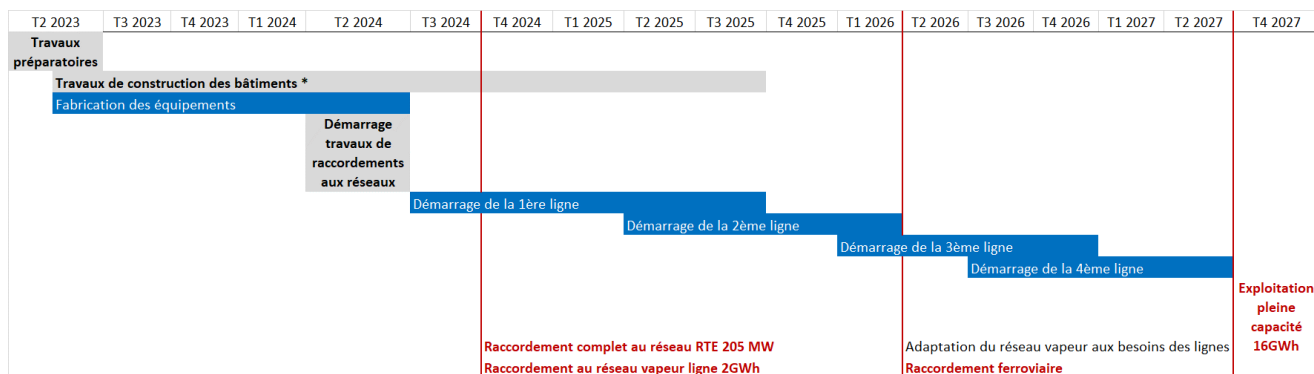 T2 2023 T3 2023 T4 2023 T1 2024 T2 2024 T3 2024 T4 2024 T1 2025 T2 2025 T3 2025 T4 2025 T1 2026 T2 2026 T3 2026 T4 2026 T1 2027 T2 2027 T4 2027
Travaux
préparatoires
Travaux de construction des bâtiments *
Fabrication des équipements
Démarrage
travaux de
raccordements
aux réseaux
Démarrage de la 1ère ligne
Démarrage de la 2ème ligne
Démarrage de la 3ème ligne
Démarrage de la 4ème ligne
Exploitation
pleine
capacité
16GWh
Raccordement complet au réseau RTE 205 MW
Raccordement au réseau vapeur ligne 2GWh
Adaptation du réseau vapeur aux besoins des lignes
Raccordement ferroviaire